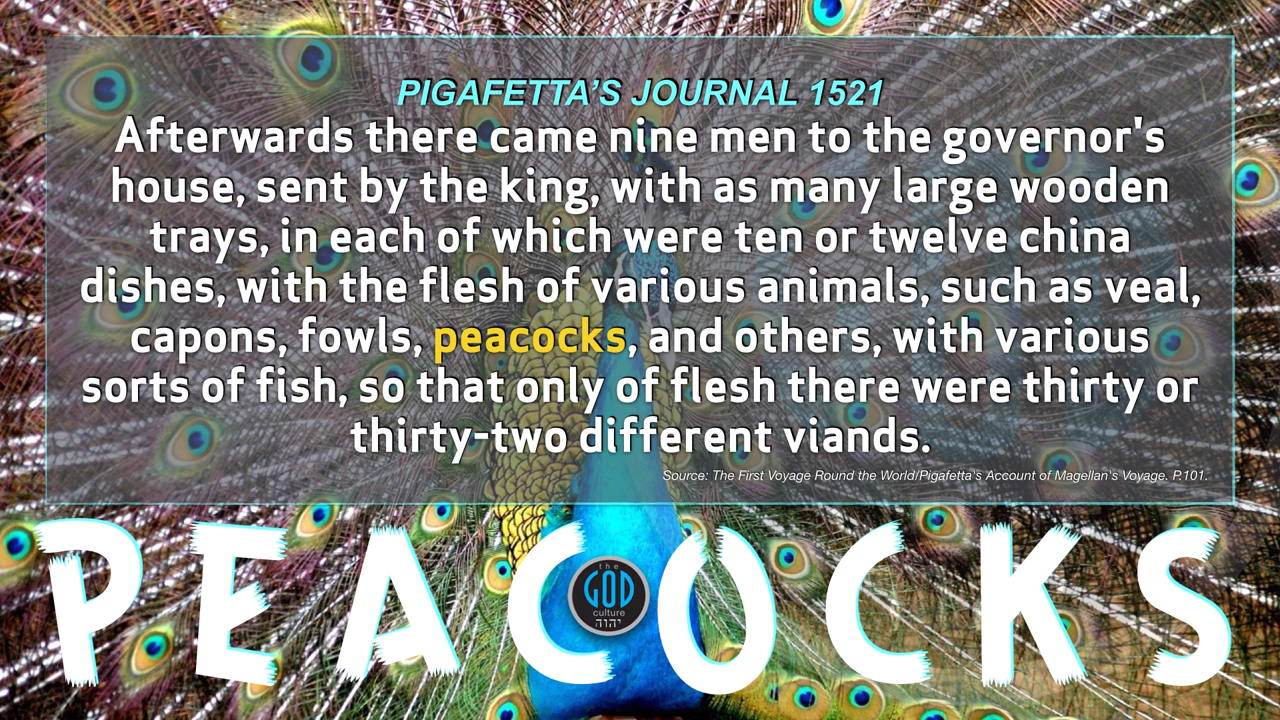 PIGAFETTA'S JOURNAL 1521
Afterwards there came nine men to the governor's
house, sent by the king, with as many large wooden
trays, in each of which were ten or twelve china
dishes, with the flesh of various animals, such as veal,
capons, fowls, peacocks, and others, with various
sorts of fish, so that only of flesh there were thirty or
thirty-two different viands.
Source: The First Voyage Round the World/Pigafetta's Account of Magellan's Voyage. P.101.
PEACOCKS
the
GOD
culture
יהוה